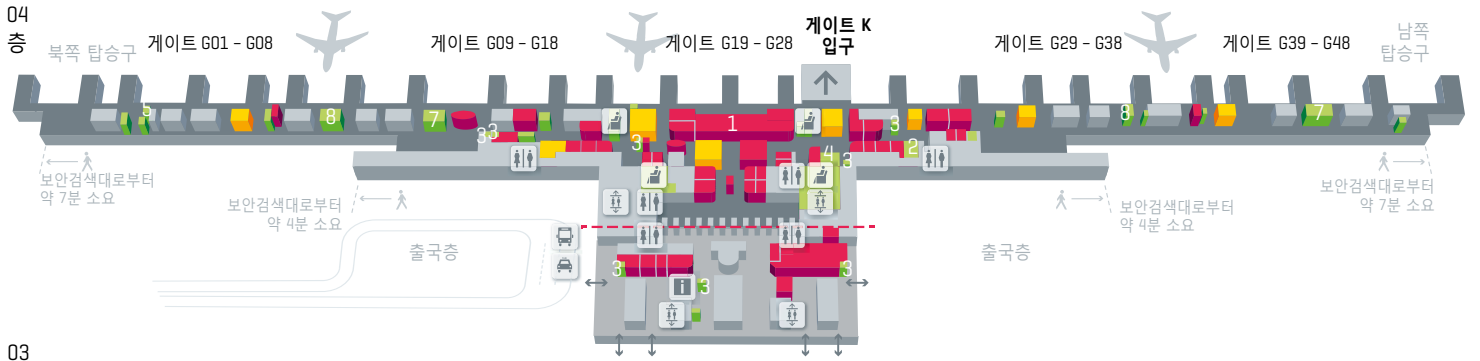 04
층
북쪽 탑승구
게이트 G01 – G08
게이트 G09 – G18
게이트 G19 – G28
게이트 K
입구
게이트 G29 – G38
게이트 G39 – G48
남쪽
탑승구
5
8
7
3
3
3
1
4
3
3
2
8
7
보안검색대로부터
약 7분 소요
보안검색대로부터
약 4분 소요
보안검색대로부터
약 4분 소요
보안검색대로부터
약 7분 소요
출국층
출국층
3
i
3
3
03